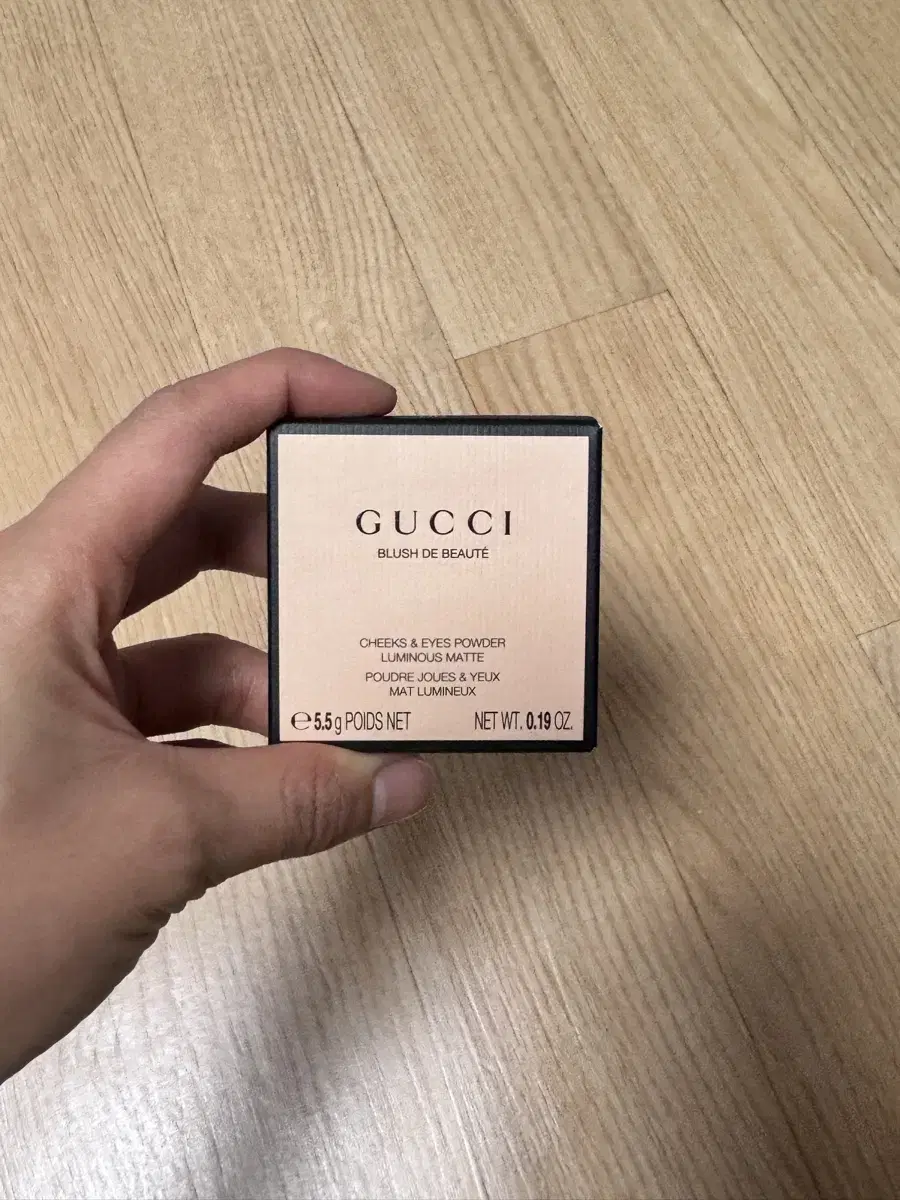 GUCCI
BLUSH DE BEAUTÉ
CHEEKS & EYES POWDER
LUMINOUS MATTE
POUDRE JOUES & YEUX
MAT LUMINEUX
℮ 5.5 g POIDS NET NET WT. 0.19 OZ.